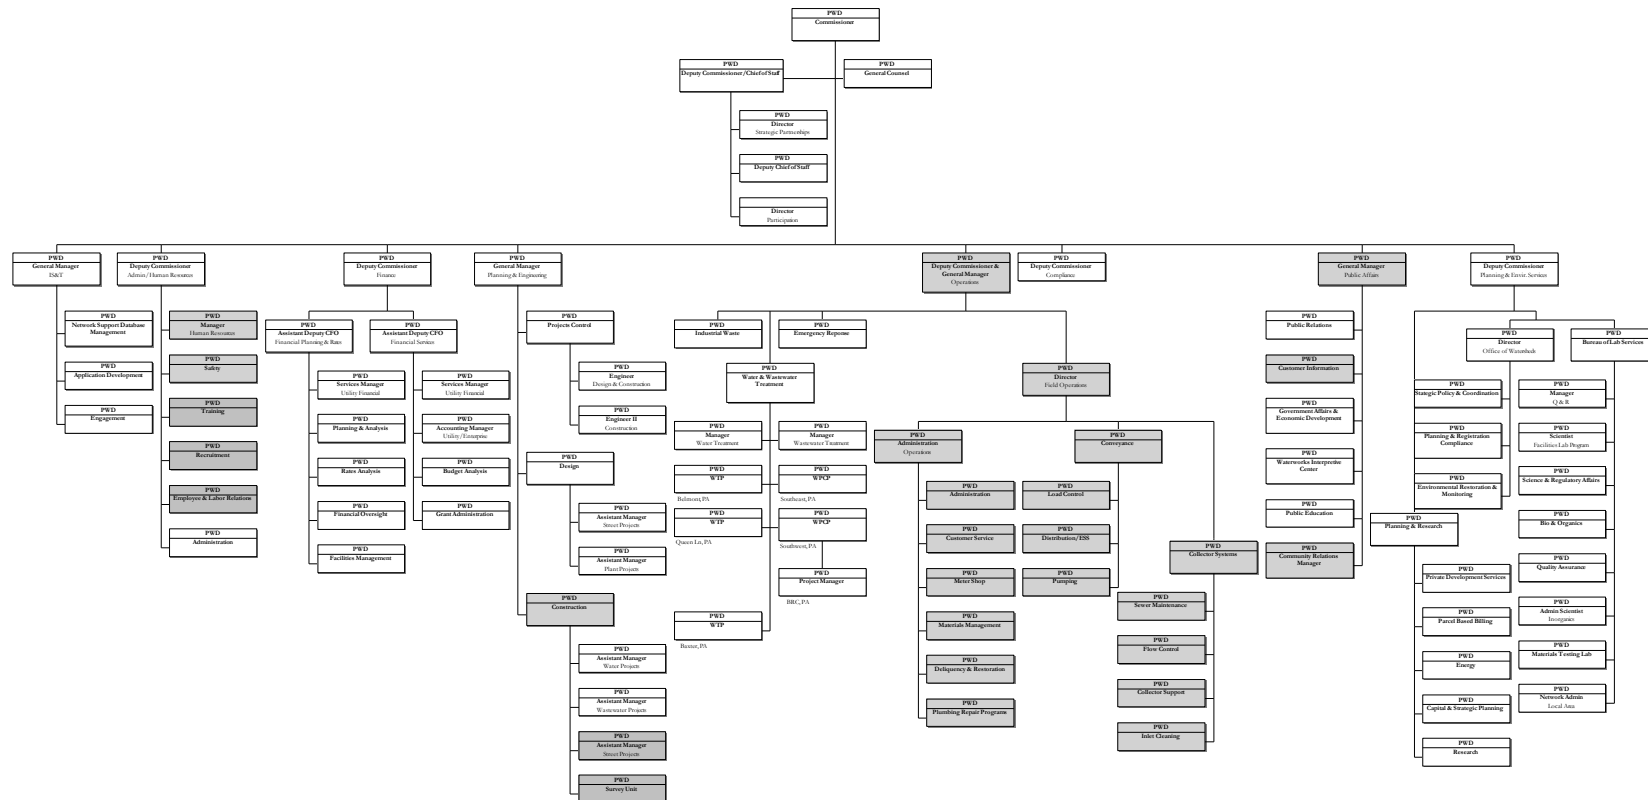 PWD
Commissioner
PWD
Deputy Commissioner/Chief of Staff
PWD
General Counsel
PWD
Director
Strategic Partnerships
PWD
Deputy Chief of Staff
Director
Participation
PWD
General Manager
IS&T
PWD
Network Support Database
Management
PWD
Application Development
PWD
Engagement
PWD
Deputy Commissioner
Admin/Human Resources
PWD
Manager
Human Resources
PWD
Safety
PWD
Training
PWD
Recruitment
PWD
Employee & Labor Relations
PWD
Administration
PWD
Deputy Commissioner
Finance
PWD
Assistant Deputy CFO
Financial Planning & Rates
PWD
Services Manager
Utility Financial
PWD
Planning & Analysis
PWD
Rates Analysis
PWD
Financial Oversight
PWD
Facilities Management
PWD
Assistant Deputy CFO
Financial Services
PWD
Services Manager
Utility Financial
PWD
Accounting Manager
Utility/Enterprise
PWD
Budget Analysis
PWD
Grant Administration
PWD
General Manager
Planning & Engineering
PWD
Projects Control
PWD
Engineer
Design & Construction
PWD
Engineer II
Construction
PWD
Design
PWD
Assistant Manager
Street Projects
PWD
Assistant Manager
Plant Projects
PWD
Construction
PWD
Assistant Manager
Water Projects
PWD
Assistant Manager
Wastewater Projects
PWD
Assistant Manager
Street Projects
PWD
Survey Unit
PWD
Deputy Commissioner &
General Manager
Operations
PWD
Industrial Waste
PWD
Emergency Reponse
PWD
Water & Wastewater
Treatment
PWD
Manager
Water Treatment
PWD
Manager
Wastewater Treatment
PWD
WTP
Belmont, PA
PWD
WPCP
Southeast, PA
PWD
WTP
Queen Ln, PA
PWD
WPCP
Southwest, PA
PWD
Project Manager
BRC, PA
PWD
WTP
Baxter, PA
PWD
Director
Field Operations
PWD
Administration
Operations
PWD
Administration
PWD
Customer Service
PWD
Meter Shop
PWD
Materials Management
PWD
Deliquency & Restoration
PWD
Plumbing Repair Programs
PWD
Conveyance
PWD
Load Control
PWD
Distribution/ESS
PWD
Pumping
PWD
Collector Systems
PWD
Sewer Maintenance
PWD
Flow Control
PWD
Collector Support
PWD
Inlet Cleaning
PWD
Deputy Commissioner
Compliance
PWD
General Manager
Public Affairs
PWD
Public Relations
PWD
Customer Information
PWD
Government Affairs &
Economic Development
PWD
Waterworks Interpretive
Center
PWD
Public Education
PWD
Community Relations
Manager
PWD
Deputy Commissioner
Planning & Envir. Services
PWD
Director
Office of Watersheds
PWD
Stategic Policy & Coordination
PWD
Planning & Registration
Compliance
PWD
Environmental Restoration &
Monitoring
PWD
Planning & Research
PWD
Private Development Services
PWD
Parcel Based Billing
PWD
Energy
PWD
Capital & Strategic Planning
PWD
Research
PWD
Bureau of Lab Services
PWD
Manager
Q & R
PWD
Scientist
Facilities Lab Program
PWD
Science & Regulatory Affairs
PWD
Bio & Organics
PWD
Quality Assurance
PWD
Admin Scientist
Inorganics
PWD
Materials Testing Lab
PWD
Network Admin
Local Area